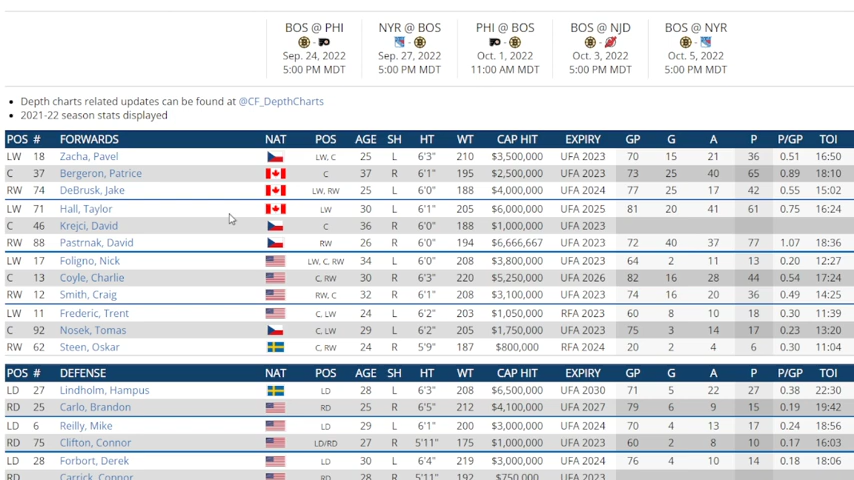 BOS @ PHI NYR @ BOS PHI @ BOS BOS @ NJD BOS @ NYR
Sep. 24, 2022 Sep. 27, 2022 Oct. 1, 2022 Oct. 3, 2022 Oct. 5, 2022
5:00 PM MDT 5:00 PM MDT 11:00 AM MDT 5:00 PM MDT 5:00 PM MDT
• Depth charts related updates can be found at @CF_DepthCharts
• 2021-22 season stats displayed
POS # FORWARDS NAT POS AGE SH HT WT CAP HIT EXPIRY GP G A P P/GP TOI
LW 18 Zacha, Pavel LW, C 25 L 6'3" 210 $3,500,000 UFA 2023 70 15 21 36 0.51 16:50
C 37 Bergeron, Patrice C 37 R 6'1" 195 $2,500,000 UFA 2023 73 25 40 65 0.89 18:10
RW 74 DeBrusk, Jake LW, RW 25 L 6'0" 188 $4,000,000 UFA 2024 77 25 17 42 0.55 15:02
LW 71 Hall, Taylor LW 30 L 6'1" 205 $6,000,000 UFA 2025 81 20 41 61 0.75 16:24
C 46 Krejci, David C 36 R 6'0" 188 $1,000,000 UFA 2023
RW 88 Pastrnak, David RW 26 R 6'0" 194 $6,666,667 UFA 2023 72 40 37 77 1.07 18:36
LW 17 Foligno, Nick LW, C, RW 34 L 6'0" 208 $3,800,000 UFA 2023 64 2 11 13 0.20 12:27
C 13 Coyle, Charlie C, RW 30 R 6'3" 220 $5,250,000 UFA 2026 82 16 28 44 0.54 17:24
RW 12 Smith, Craig RW, C 32 R 6'1" 208 $3,100,000 UFA 2023 74 16 20 36 0.49 14:25
LW 11 Frederic, Trent C, LW 24 L 6'2" 203 $1,050,000 RFA 2023 60 8 10 18 0.30 11:39
C 92 Nosek, Tomas C, LW 29 L 6'2" 205 $1,750,000 UFA 2023 75 3 14 17 0.23 13:20
RW 62 Steen, Oskar C, RW 24 R 5'9" 187 $800,000 RFA 2024 20 2 4 6 0.30 11:04
POS # DEFENSE NAT POS AGE SH HT WT CAP HIT EXPIRY GP G A P P/GP TOI
LD 27 Lindholm, Hampus LD 28 L 6'3" 208 $6,500,000 UFA 2030 71 5 22 27 0.38 22:30
RD 25 Carlo, Brandon RD 25 R 6'5" 212 $4,100,000 UFA 2027 79 6 9 15 0.19 19:42
LD 6 Reilly, Mike LD 29 L 6'1" 200 $3,000,000 UFA 2024 70 4 13 17 0.24 18:56
RD 75 Clifton, Connor LD/RD 27 R 5'11" 175 $1,000,000 UFA 2023 60 2 8 10 0.17 16:03
LD 28 Forbort, Derek LD 30 L 6'4" 219 $3,000,000 UFA 2024 76 4 10 14 0.18 18:06
RD Carrick, Connor RD 28 R 5'11" 192 $750,000 UFA 2023